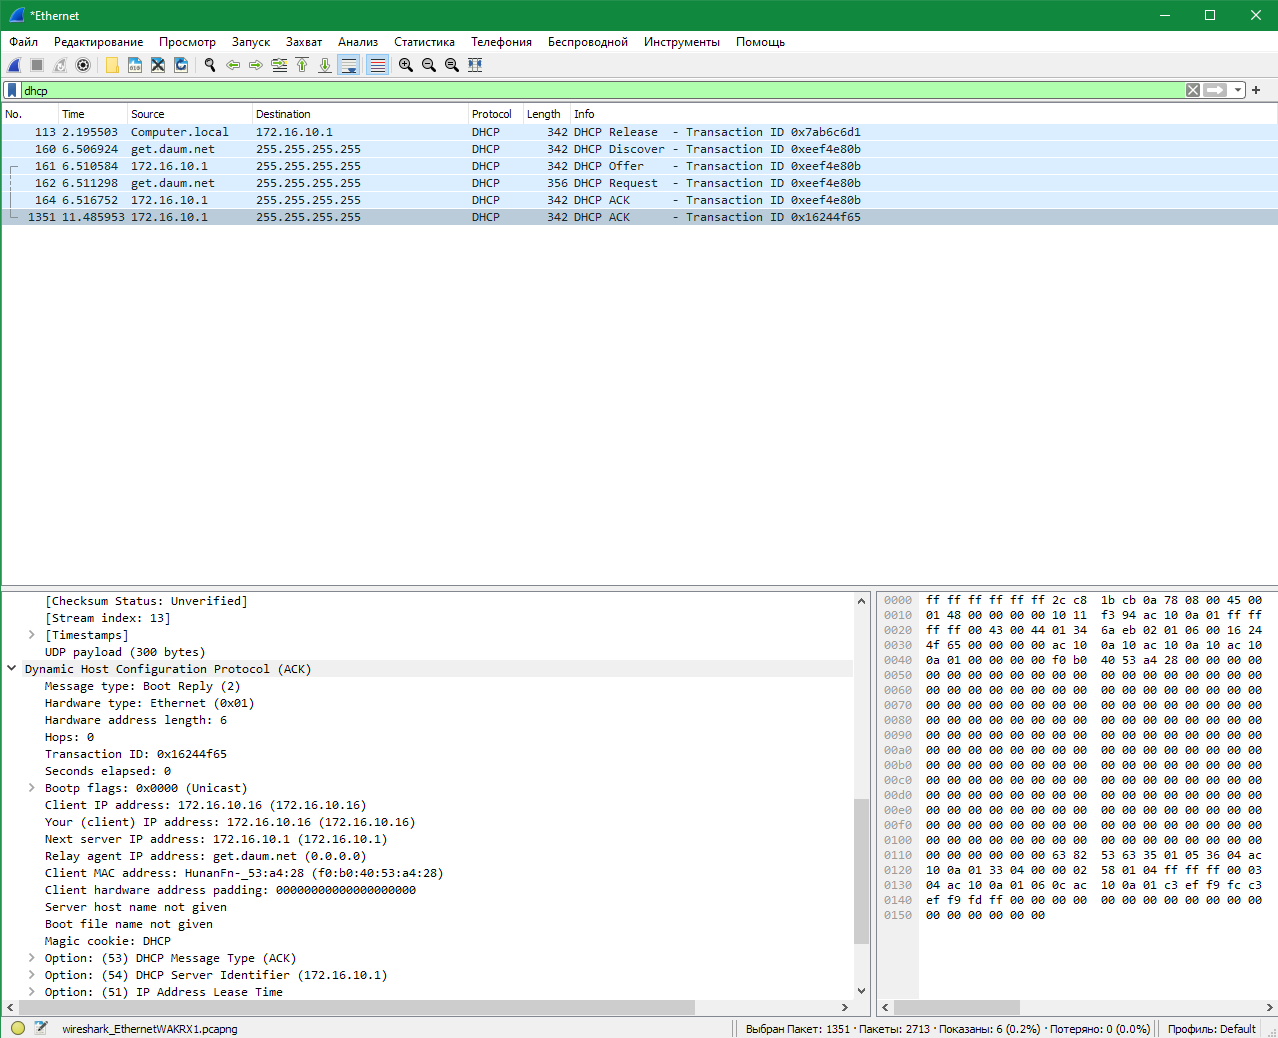 *Ethernet
Файл Редактирование Просмотр Запуск Захват Анализ Статистика Телефония Беспроводной Инструменты Помощь
dhcp
No. Time Source Destination Protocol Length Info
113 2.195503 Computer.local 172.16.10.1 DHCP 342 DHCP Release - Transaction ID 0x7ab6c6d1
160 6.506924 get.daum.net 255.255.255.255 DHCP 342 DHCP Discover - Transaction ID 0xeef4e80b
161 6.510584 172.16.10.1 255.255.255.255 DHCP 342 DHCP Offer - Transaction ID 0xeef4e80b
162 6.511298 get.daum.net 255.255.255.255 DHCP 356 DHCP Request - Transaction ID 0xeef4e80b
164 6.516752 172.16.10.1 255.255.255.255 DHCP 342 DHCP ACK - Transaction ID 0xeef4e80b
1351 11.485953 172.16.10.1 255.255.255.255 DHCP 342 DHCP ACK - Transaction ID 0x16244f65
[Checksum Status: Unverified]
[Stream index: 13]
[Timestamps]
UDP payload (300 bytes)
Dynamic Host Configuration Protocol (ACK)
Message type: Boot Reply (2)
Hardware type: Ethernet (0x01)
Hardware address length: 6
Hops: 0
Transaction ID: 0x16244f65
Seconds elapsed: 0
Bootp flags: 0x0000 (Unicast)
Client IP address: 172.16.10.16 (172.16.10.16)
Your (client) IP address: 172.16.10.16 (172.16.10.16)
Next server IP address: 172.16.10.1 (172.16.10.1)
Relay agent IP address: get.daum.net (0.0.0.0)
Client MAC address: HunanFn-_53:a4:28 (f0:b0:40:53:a4:28)
Client hardware address padding: 00000000000000000000
Server host name not given
Boot file name not given
Magic cookie: DHCP
Option: (53) DHCP Message Type (ACK)
Option: (54) DHCP Server Identifier (172.16.10.1)
Option: (51) IP Address Lease Time
0000 ff ff ff ff ff ff 2c c8 1b cb 0a 78 08 00 45 00
0010 01 48 00 00 00 00 10 11 f3 94 ac 10 0a 01 ff ff
0020 ff ff 00 43 00 44 01 34 6a eb 02 01 06 00 16 24
0030 4f 65 00 00 00 00 ac 10 0a 10 ac 10 0a 10 ac 10
0040 0a 01 00 00 00 00 f0 b0 40 53 a4 28 00 00 00 00
0050 00 00 00 00 00 00 00 00 00 00 00 00 00 00 00 00
0060 00 00 00 00 00 00 00 00 00 00 00 00 00 00 00 00
0070 00 00 00 00 00 00 00 00 00 00 00 00 00 00 00 00
0080 00 00 00 00 00 00 00 00 00 00 00 00 00 00 00 00
0090 00 00 00 00 00 00 00 00 00 00 00 00 00 00 00 00
00a0 00 00 00 00 00 00 00 00 00 00 00 00 00 00 00 00
00b0 00 00 00 00 00 00 00 00 00 00 00 00 00 00 00 00
00c0 00 00 00 00 00 00 00 00 00 00 00 00 00 00 00 00
00d0 00 00 00 00 00 00 00 00 00 00 00 00 00 00 00 00
00e0 00 00 00 00 00 00 00 00 00 00 00 00 00 00 00 00
00f0 00 00 00 00 00 00 00 00 00 00 00 00 00 00 00 00
0100 00 00 00 00 00 00 00 00 00 00 00 00 00 00 00 00
0110 00 00 00 00 00 00 63 82 53 63 35 01 05 36 04 ac
0120 10 0a 01 33 04 00 00 02 58 01 04 ff ff ff 00 03
0130 04 ac 10 0a 01 06 0c ac 10 0a 01 c3 ef f9 fc c3
0140 ef f9 fd ff 00 00 00 00 00 00 00 00 00 00 00 00
0150 00 00 00 00 00 00
wireshark_EthernetWAKRX1.pcapng
Выбран Пакет: 1351 · Пакеты: 2713 · Показаны: 6 (0.2%) · Потеряно: 0 (0.0%)
Профиль: Default